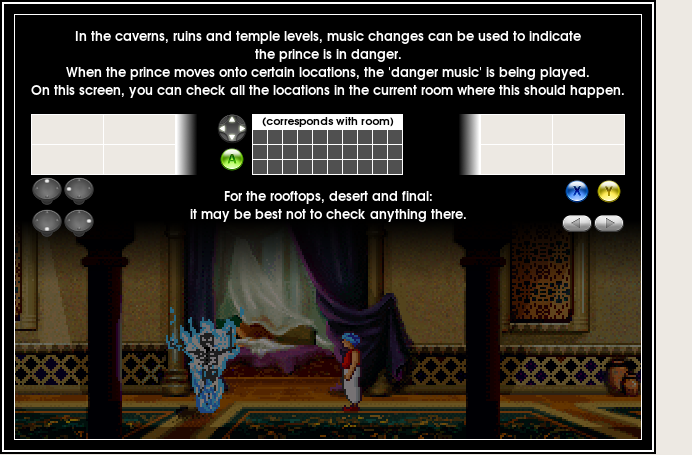 In the caverns, ruins and temple levels, music changes can be used to indicate
the prince is in danger.
When the prince moves onto certain locations, the 'danger music' is being played.
On this screen, you can check all the locations in the current room where this should happen.
(corresponds with room)
A
X Y
For the rooftops, desert and final:
it may be best not to check anything there.